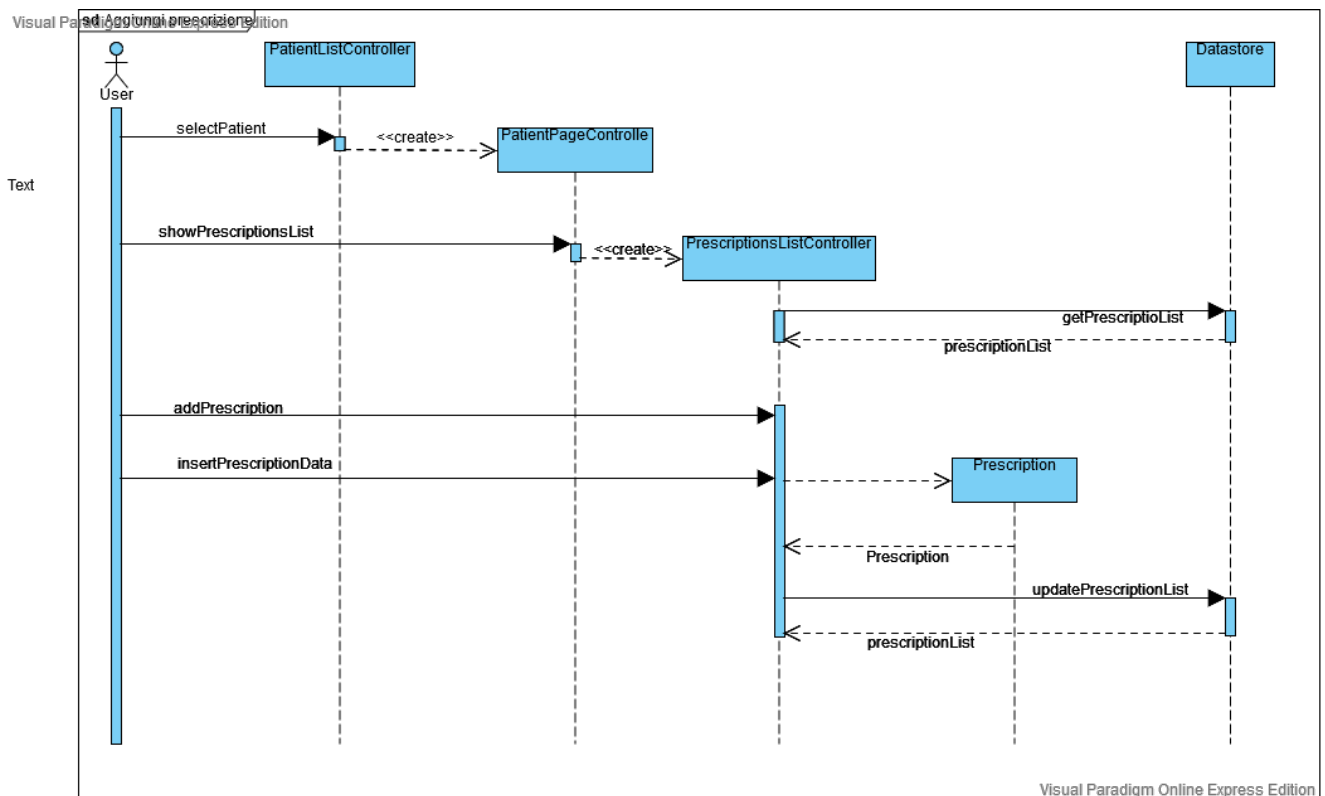 Visual Paradigm Online Express Edition
sd Aggiungi preescrizione
PatientListController
Datastore
User
selectPatient
<<create>>
PatientPageControlle
Text
showPrescriptionsList
<<create>>
PrescriptionsListController
getPrescriptioList
prescriptionList
addPrescription
insertPrescriptionData
Prescription
Prescription
updatePrescriptionList
prescriptionList
Visual Paradigm Online Express Edition